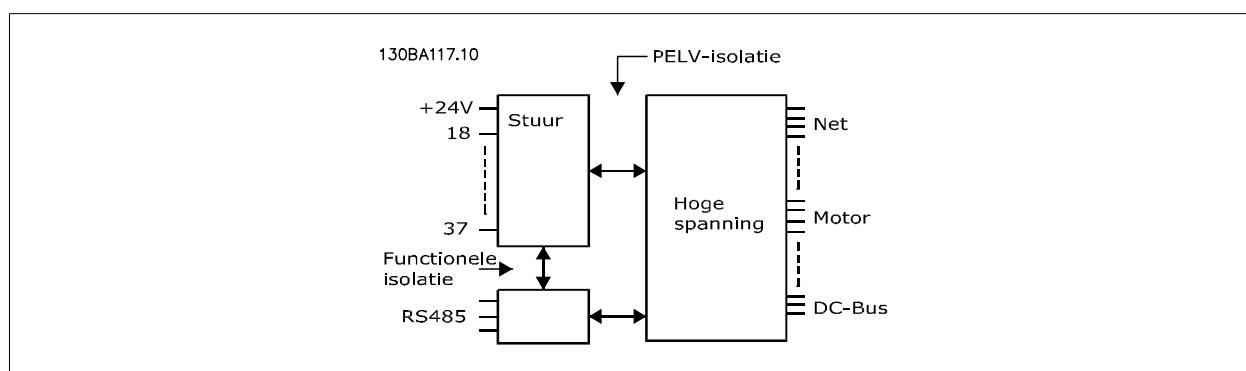 130BA117.10
PELV-isolatie
+24V
Stuur
18
Net
Hoge
spanning
Motor
37
Functionele
isolatie
RS485
DC-Bus